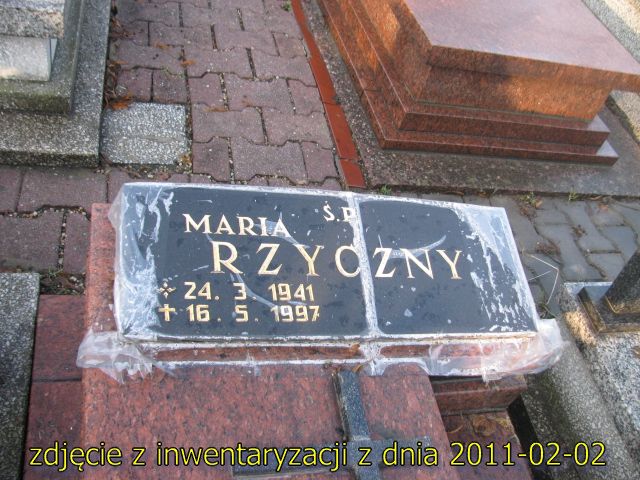 Ś.P.
MARIA
RZYCZNY
24. 3. 1941
✝ 16. 5. 1997
zdjęcie z inwentaryzacji z dnia 2011-02-02